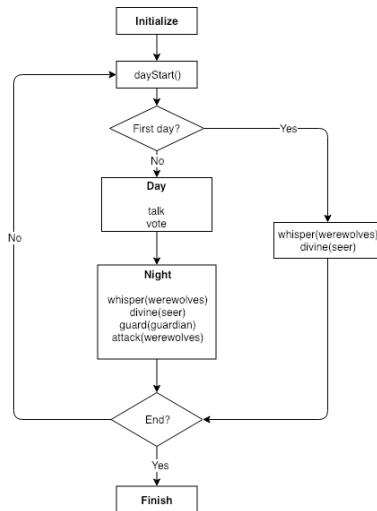 Initialize
dayStart()
First day?
Yes
No
Day
talk
vote
No
whisper(werewolves)
divine(seer)
Night
whisper(werewolves)
divine(seer)
guard(guardian)
attack(werewolves)
End?
Yes
Finish